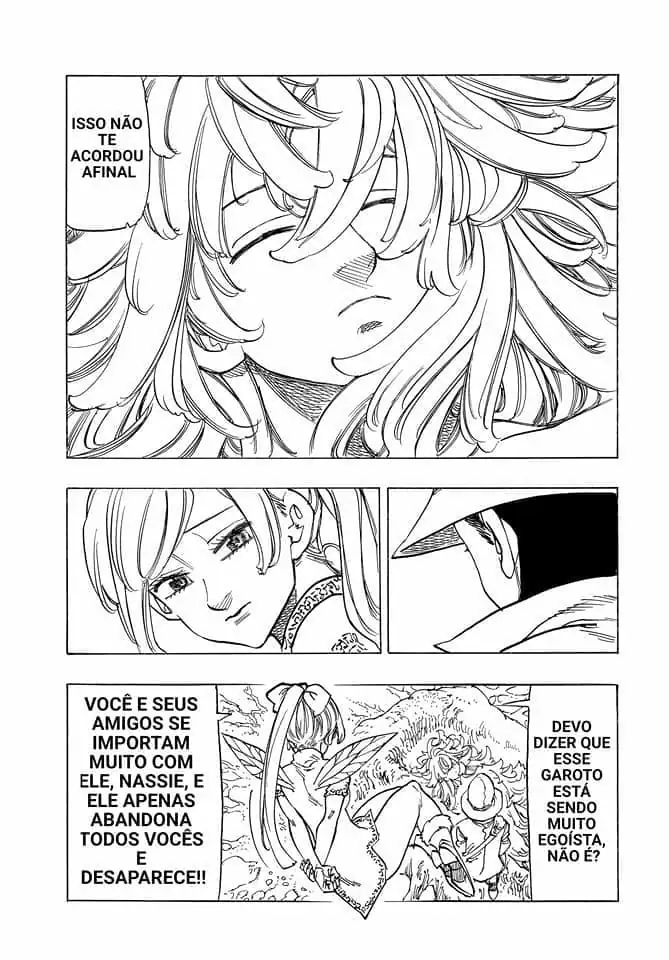 ISSO NÃO
TE
ACORDOU
AFINAL
DEVO
DIZER QUE
ESSE
GAROTO
ESTÁ
SENDO
MUITO
EGOÍSTA,
NÃO É?
VOCÊ E SEUS
AMIGOS SE
IMPORTAM
MUITO COM
ELE, NASSIE, E
ELE APENAS
ABANDONA
TODOS VOCÊS
E
DESAPARECE!!